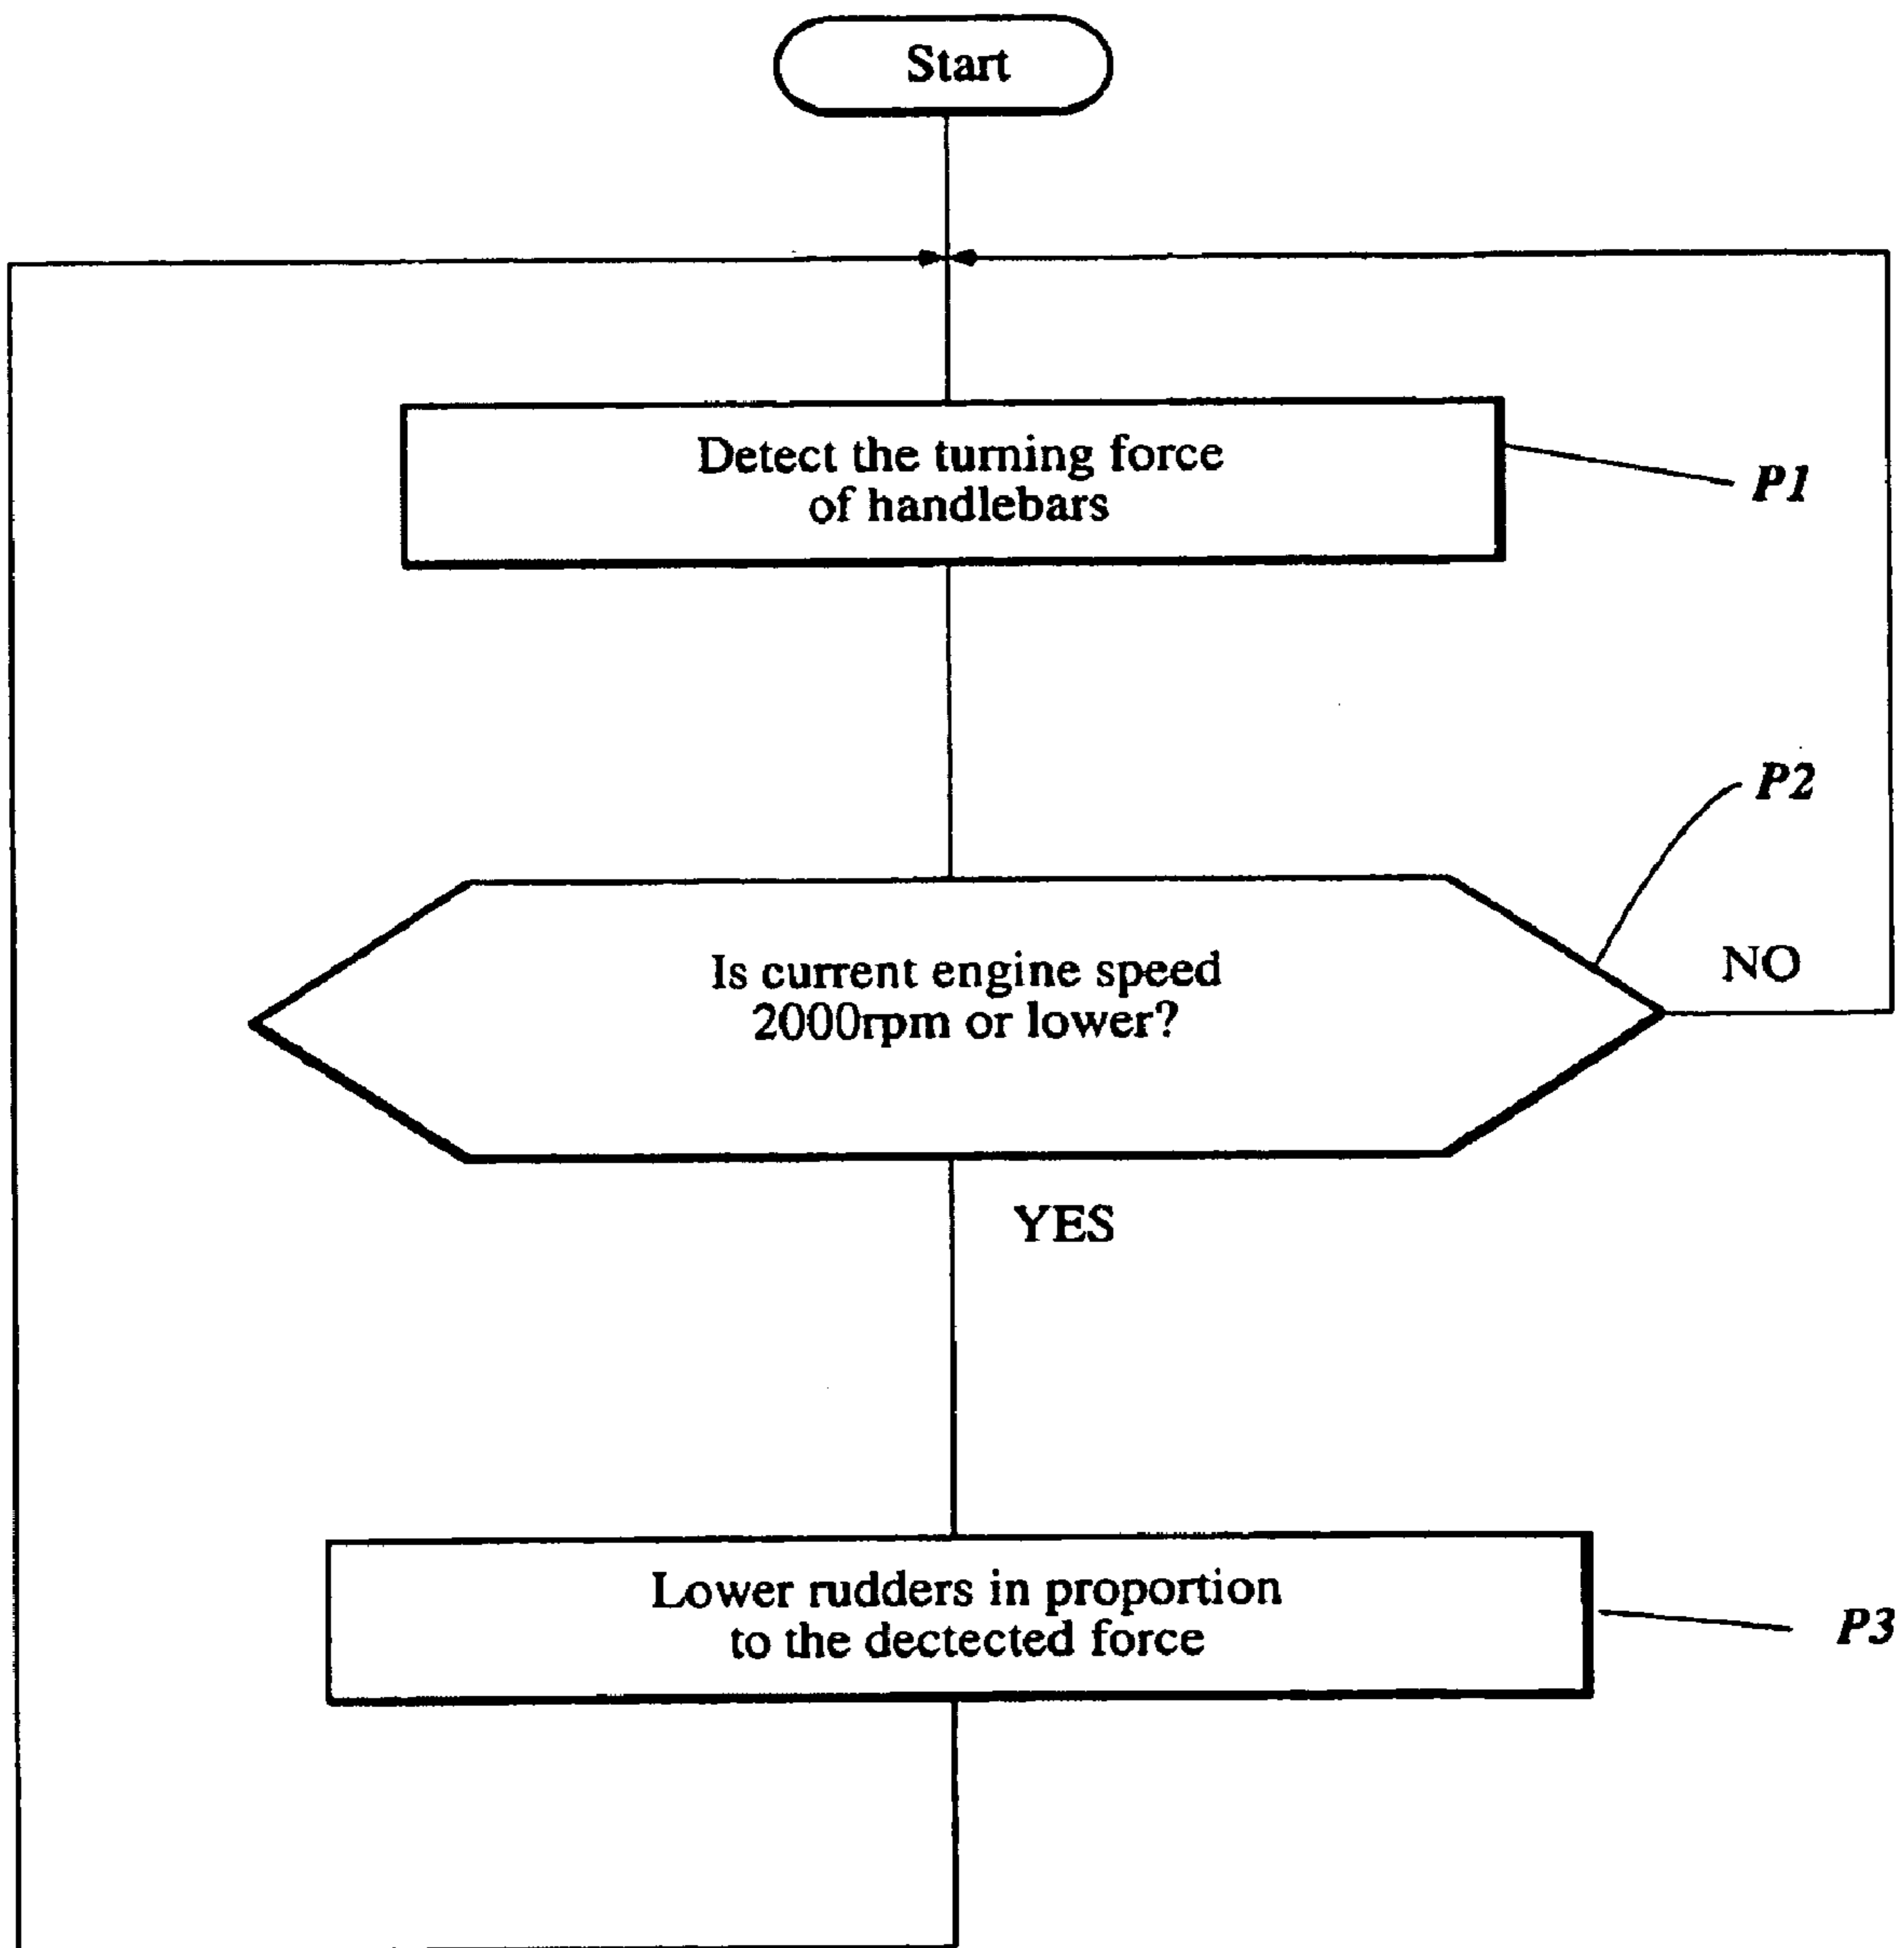 Start
Detect the turning force
of handlebars
P1
P2
Is current engine speed
2000rpm or lower?
NO
YES
Lower rudders in proportion
to the dectected force
P3